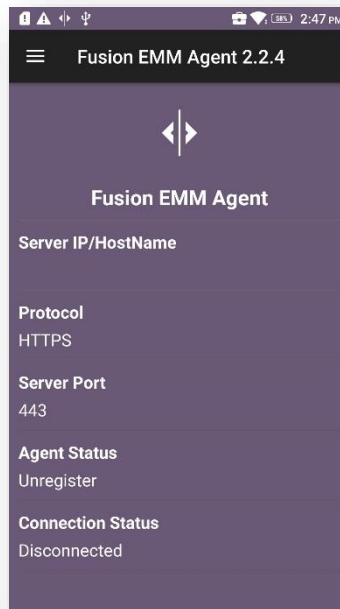 58% 2:47 PM
Fusion EMM Agent 2.2.4
Fusion EMM Agent
Server IP/HostName
Protocol
HTTPS
Server Port
443
Agent Status
Unregister
Connection Status
Disconnected